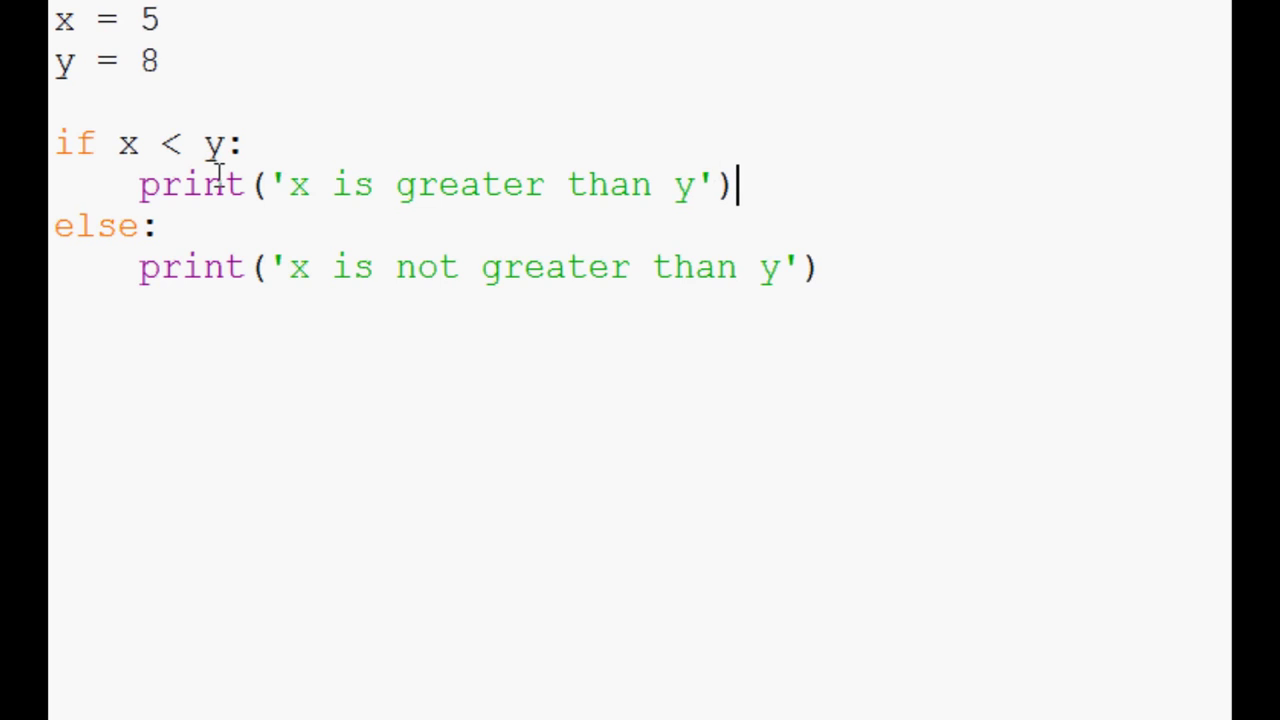 x = 5
y = 8
if x < y:
    print('x is greater than y')
else:
    print('x is not greater than y')